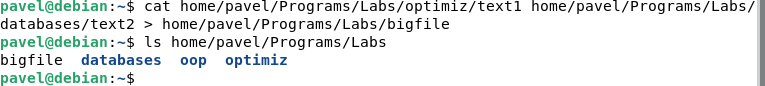 pavel@debian:~$ cat home/pavel/Programs/Labs/optimiz/text1 home/pavel/Programs/Labs/
databases/text2 > home/pavel/Programs/Labs/bigfile
pavel@debian:~$ ls home/pavel/Programs/Labs
bigfile  databases  oop  optimiz
pavel@debian:~$